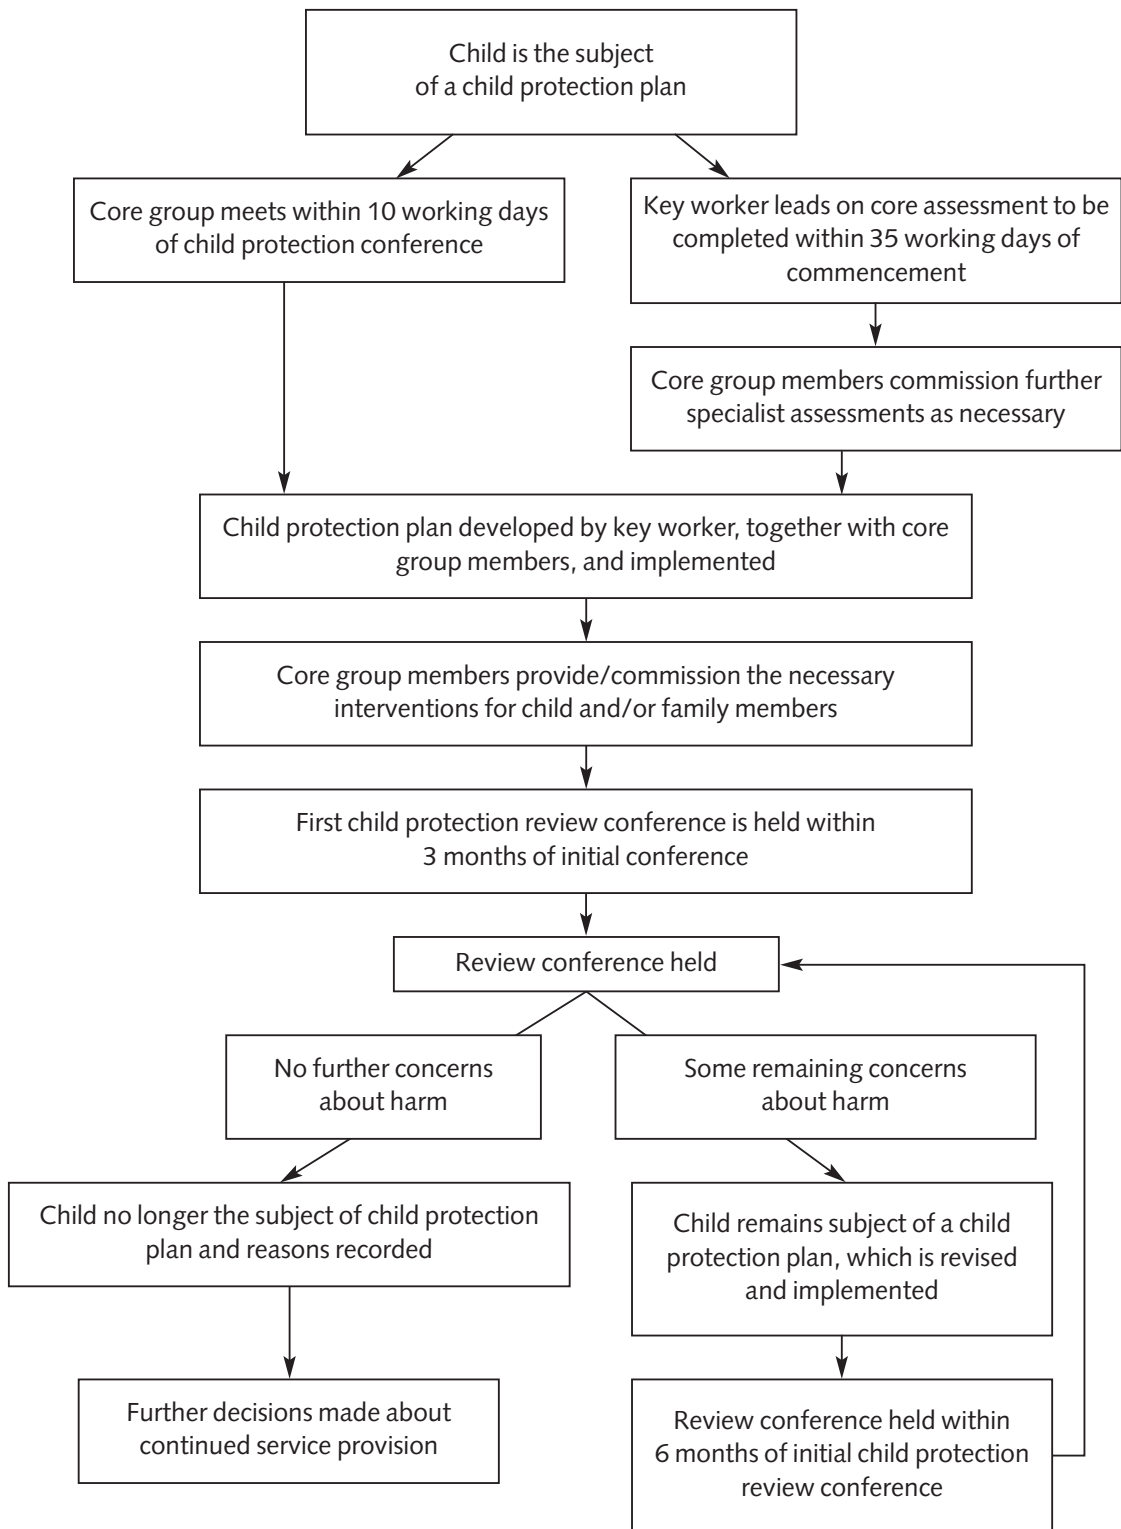 Child is the subject
of a child protection plan
Core group meets within 10 working days
of child protection conference
Key worker leads on core assessment to be
completed within 35 working days of
commencement
Core group members commission further
specialist assessments as necessary
Child protection plan developed by key worker, together with core
group members, and implemented
Core group members provide/commission the necessary
interventions for child and/or family members
First child protection review conference is held within
3 months of initial conference
Review conference held
No further concerns
about harm
Some remaining concerns
about harm
Child no longer the subject of child protection
plan and reasons recorded
Child remains subject of a child
protection plan, which is revised
and implemented
Further decisions made about
continued service provision
Review conference held within
6 months of initial child protection
review conference